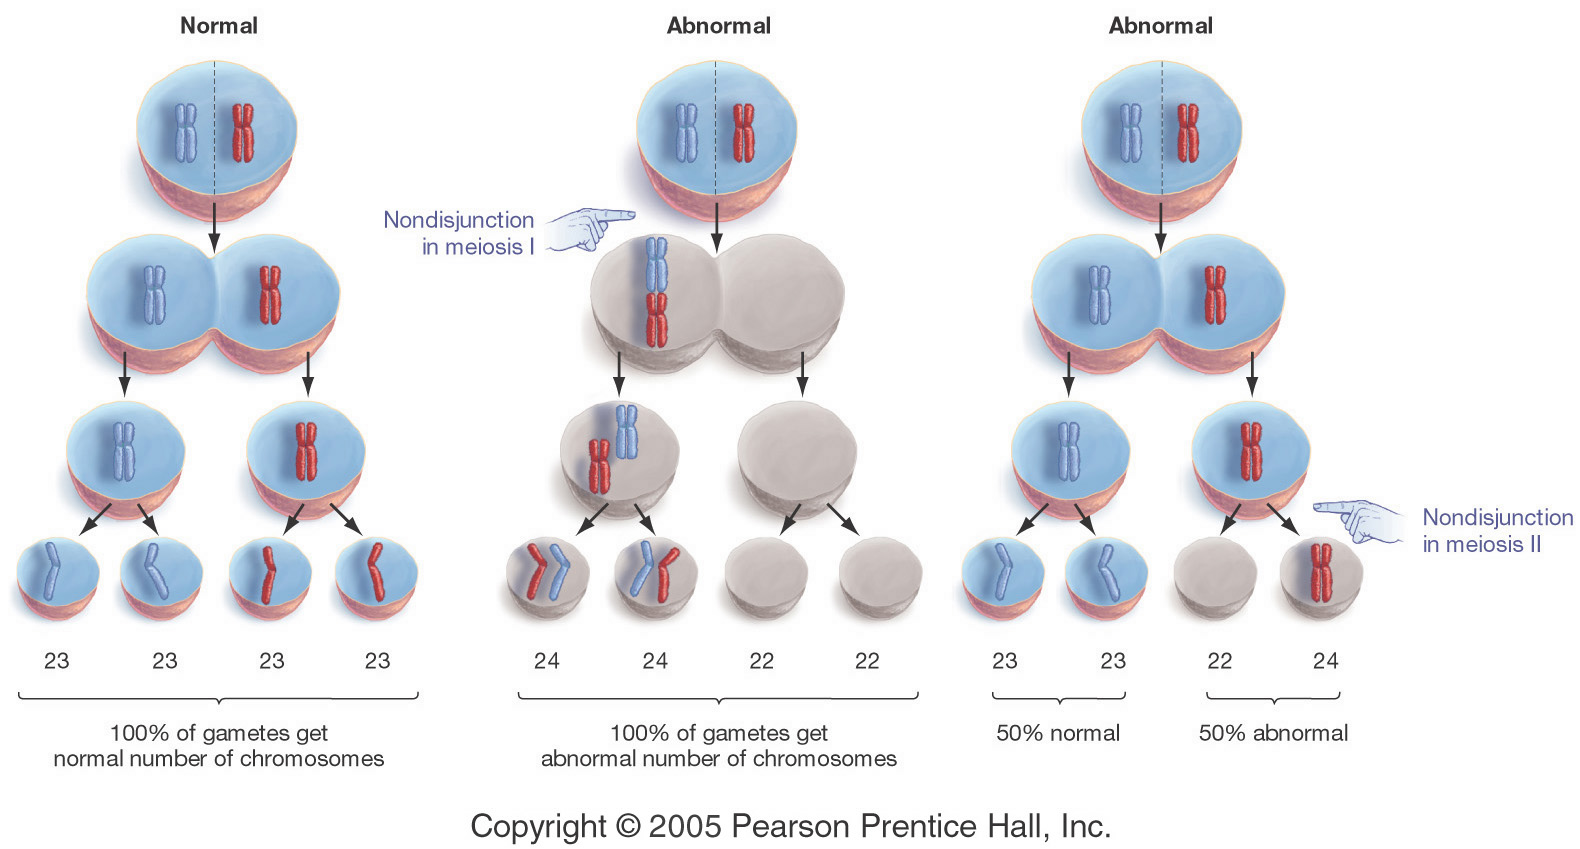 Normal
Abnormal
Abnormal
Nondisjunction
in meiosis I
Nondisjunction
in meiosis II
23 23 23 23
24 24 22 22
23 23 22 24
100% of gametes get
normal number of chromosomes
100% of gametes get
abnormal number of chromosomes
50% normal
50% abnormal
Copyright © 2005 Pearson Prentice Hall, Inc.